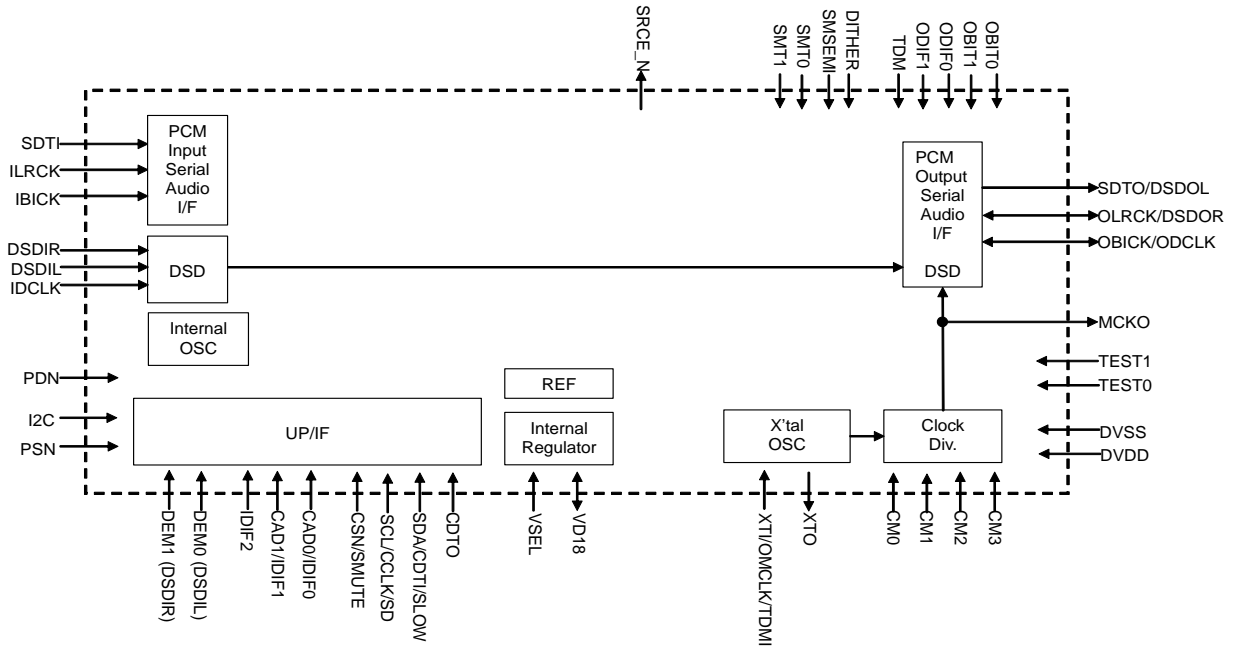 SRCE_N
SMT1
SMT0
SMSEMI
DITHER
TDM
ODIF1
ODIF0
OBIT1
OBIT0
SDTI
ILRCK
IBICK
PCM
Input
Serial
Audio
I/F
PCM
Output
Serial
Audio
I/F
DSD
SDTO/DSDOL
OLRCK/DSDOR
OBICK/ODCLK
DSDIR
DSDIL
IDCLK
DSD
Internal
OSC
MCKO
TEST1
TEST0
PDN
I2C
PSN
REF
UP/IF
Internal
Regulator
X'tal
OSC
Clock
Div.
DVSS
DVDD
DEM1 (DSDIR)
DEM0 (DSDIL)
IDIF2
CAD1/IDIF1
CAD0/IDIF0
CSN/SMUTE
SCL/CCLK/SD
SDA/CDTI/SLOW
CDTO
VSEL
VD18
XTI/OMCLK/TDMI
XTO
CM0
CM1
CM2
CM3